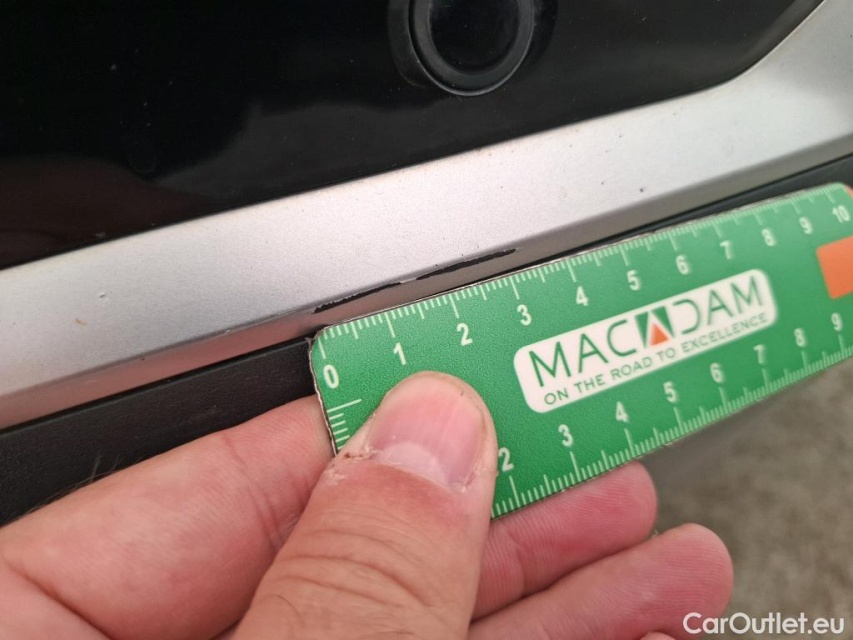 0 1 2 3 4 5 6 7 8 9 10
MACADAM
ON THE ROAD TO EXCELLENCE
2 3 4 5 6 7 8 9
CarOutlet.eu